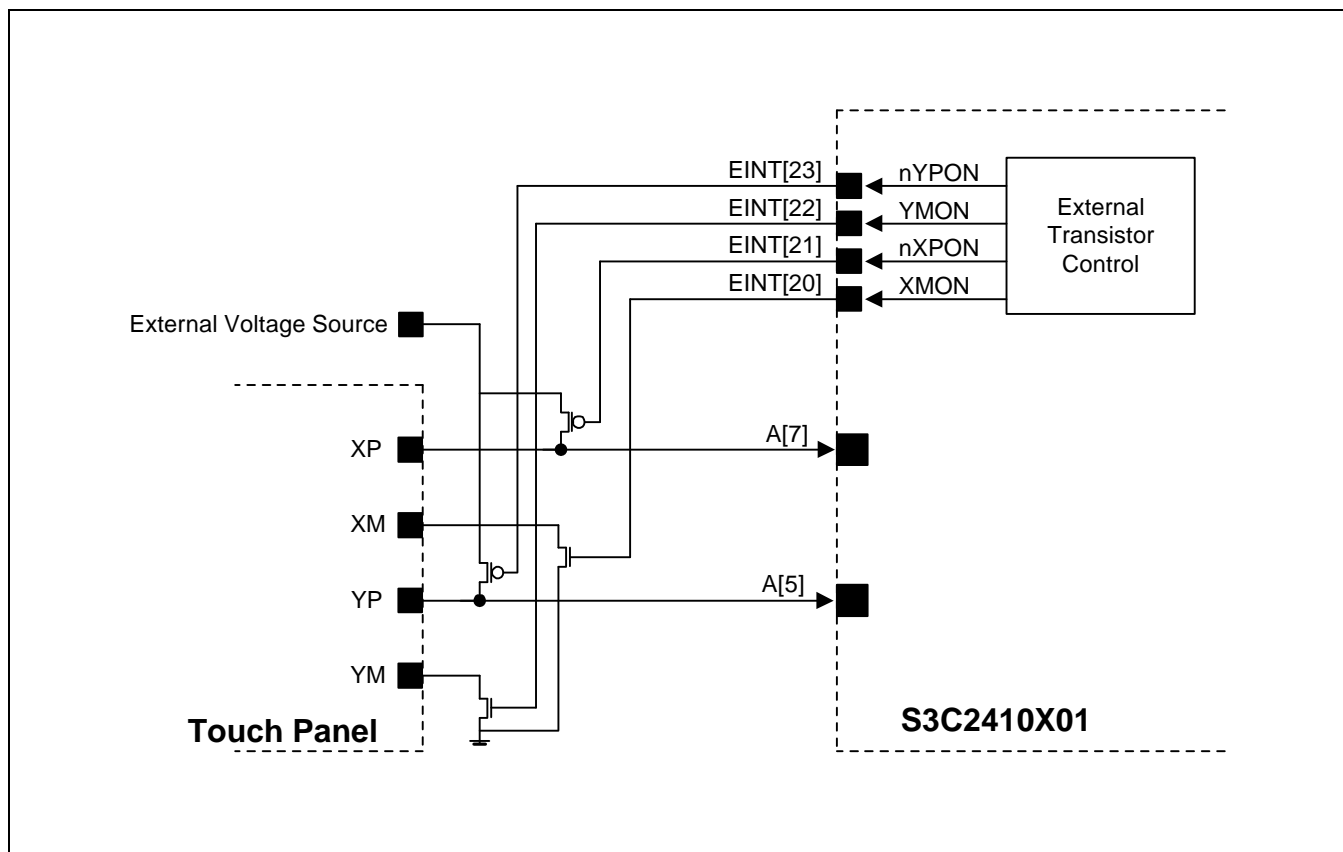 EINT[23]
nYPON
EINT[22]
YMON
EINT[21]
nXPON
EINT[20]
XMON
External
Transistor
Control
External Voltage Source
XP
A[7]
XM
YP
A[5]
YM
Touch Panel
S3C2410X01